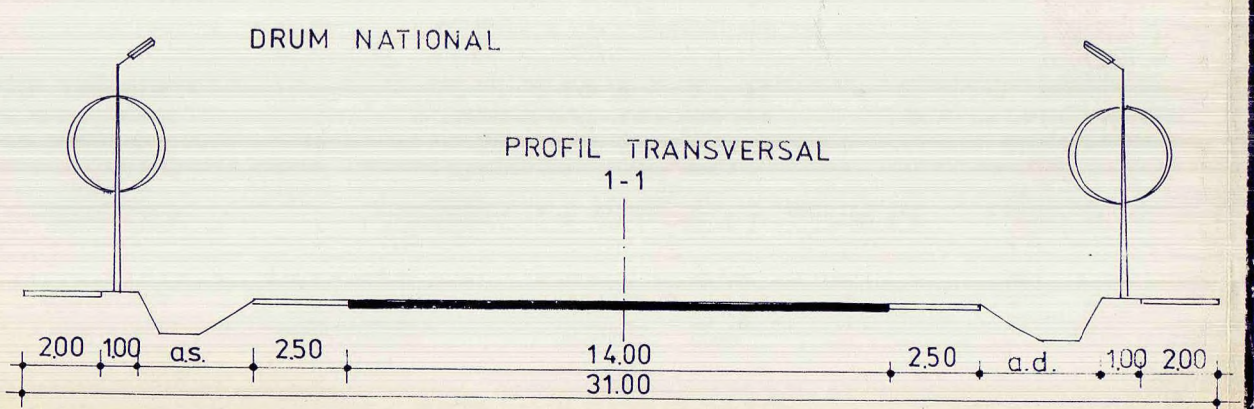 DRUM NATIONAL
PROFIL TRANSVERSAL
1-1
2.00 1.00 a.s. 2.50 14.00 2.50 a.d. 1.00 2.00
31.00